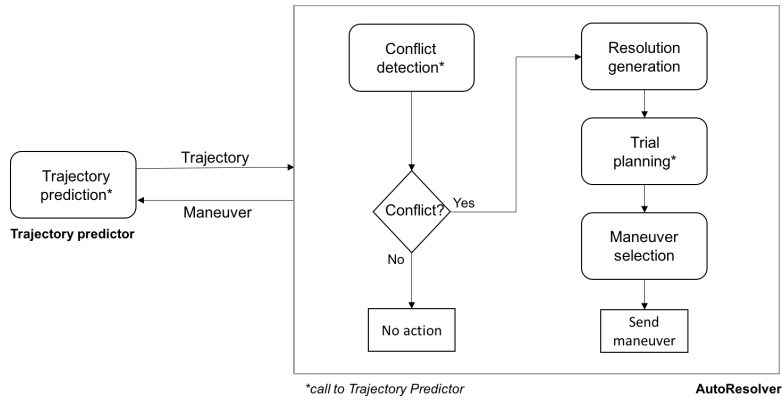 Conflict
detection*
Resolution
generation
Trajectory
Trial
planning*
Trajectory
prediction*
Maneuver
Conflict?
Yes
Trajectory predictor
Maneuver
selection
No
No action
Send
maneuver
*call to Trajectory Predictor
AutoResolver